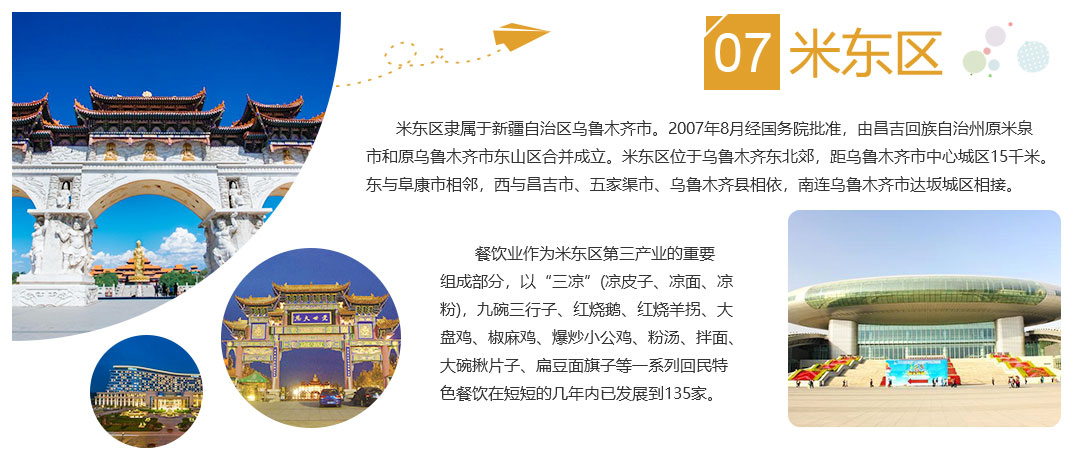 07 米东区
米东区隶属于新疆自治区乌鲁木齐市。2007年8月经国务院批准，由昌吉回族自治州原米泉
市和原乌鲁木齐市东山区合并成立。米东区位于乌鲁木齐东北郊，距乌鲁木齐市中心城区15千米。
东与阜康市相邻，西与昌吉市、五家渠市、乌鲁木齐县相依，南连乌鲁木齐市达坂城区相接。
餐饮业作为米东区第三产业的重要
组成部分，以“三凉”(凉皮子、凉面、凉
粉)，九碗三行子、红烧鹅、红烧羊拐、大
盘鸡、椒麻鸡、爆炒小公鸡、粉汤、拌面、
大碗揪片子、扁豆面旗子等一系列回民特
色餐饮在短短的几年内已发展到135家。